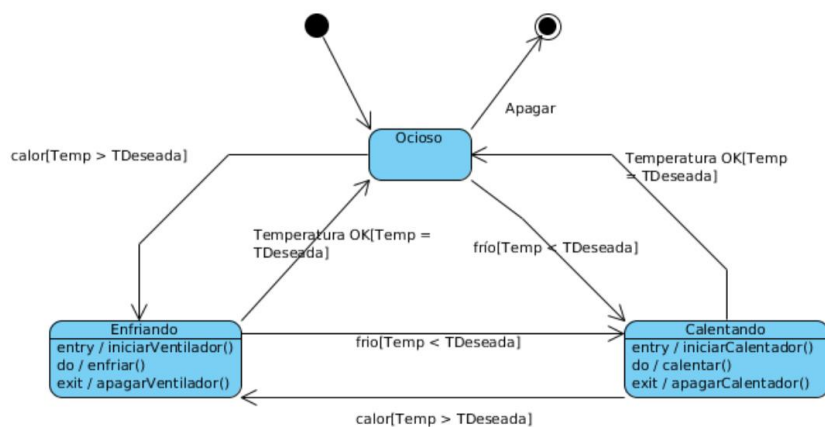 Apagar
Ocioso
calor[Temp > TDeseada]
Temperatura OK[Temp
= TDeseada]
Temperatura OK[Temp =
TDeseada]
frío[Temp < TDeseada]
Enfriando
entry / iniciarVentilador()
do / enfriar()
exit / apagarVentilador()
frio[Temp < TDeseada]
Calentando
entry / iniciarCalentador()
do / calentar()
exit / apagarCalentador()
calor[Temp > TDeseada]